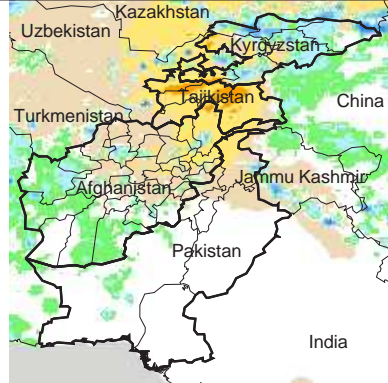 Kazakhstan
Uzbekistan
Kyrgyzstan
Tajikistan
China
Turkmenistan
Jammu Kashmir
Afghanistan
Pakistan
India